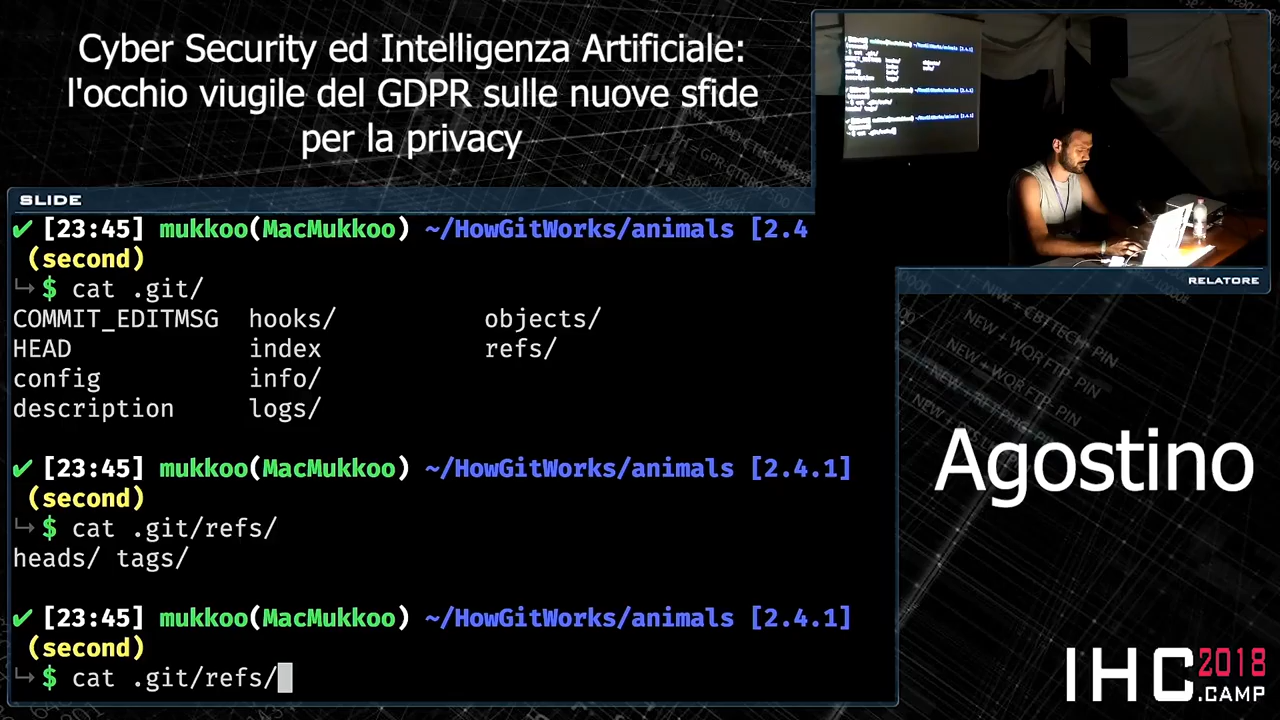 Cyber Security ed Intelligenza Artificiale:
l'occhio viugile del GDPR sulle nuove sfide
per la privacy
SLIDE
✔ [23:45] mukkoo(MacMukkoo) ~/HowGitWorks/animals [2.4
(second)
↪ $ cat .git/
COMMIT_EDITMSG hooks/ objects/
HEAD index refs/
config info/
description logs/
✔ [23:45] mukkoo(MacMukkoo) ~/HowGitWorks/animals [2.4.1]
(second)
↪ $ cat .git/refs/
heads/ tags/
✔ [23:45] mukkoo(MacMukkoo) ~/HowGitWorks/animals [2.4.1]
(second)
↪ $ cat .git/refs/
RELATORE
Agostino
IHC 2018
.CAMP